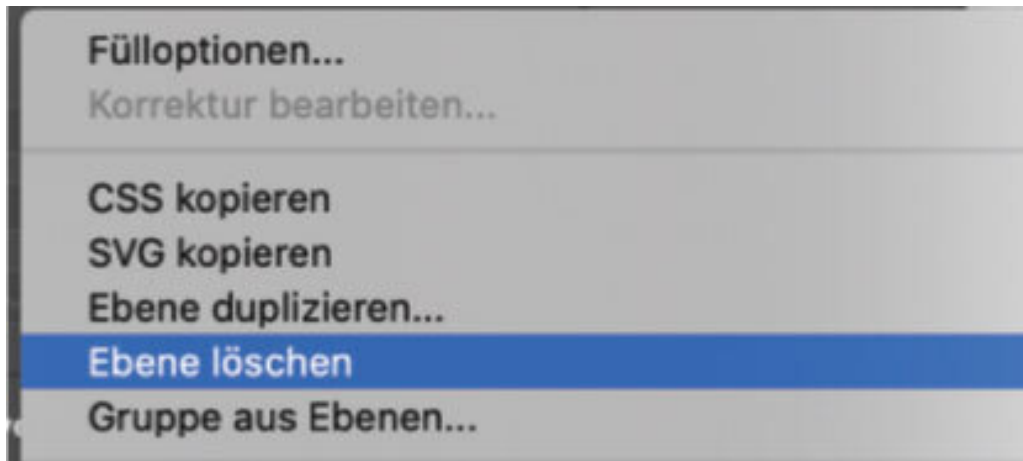 Fülloptionen...
Korrektur bearbeiten...
CSS kopieren
SVG kopieren
Ebene duplizieren...
Ebene löschen
Gruppe aus Ebenen...